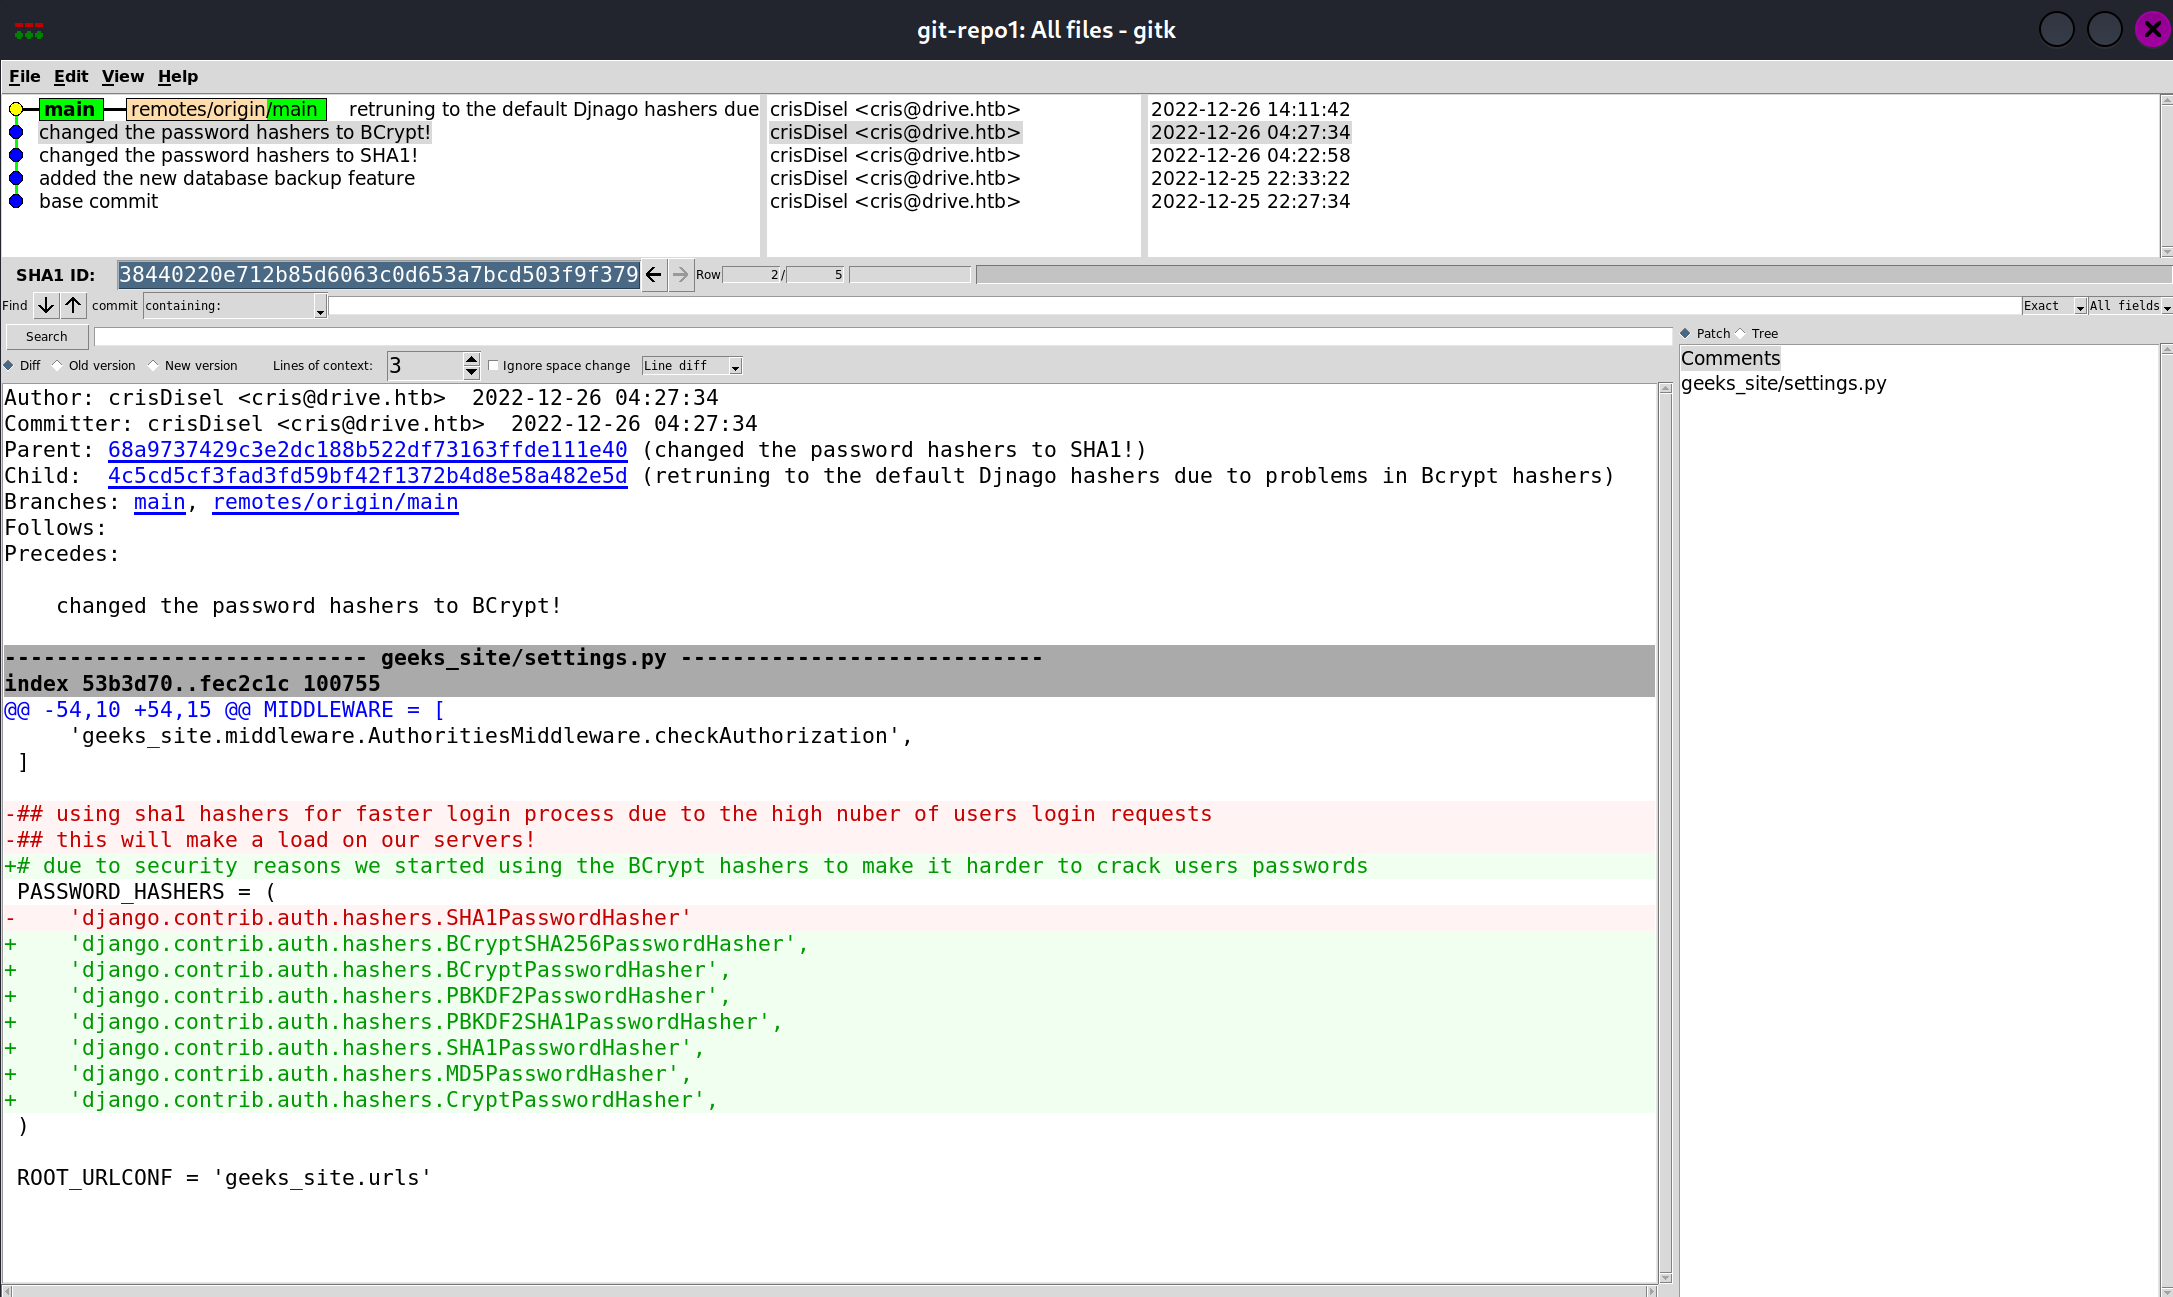 git-repo1: All files - gitk
File Edit View Help
main remotes/origin/main retruning to the default Djnago hashers due crisDisel <cris@drive.htb> 2022-12-26 14:11:42
changed the password hashers to BCrypt! crisDisel <cris@drive.htb> 2022-12-26 04:27:34
changed the password hashers to SHA1! crisDisel <cris@drive.htb> 2022-12-26 04:22:58
added the new database backup feature crisDisel <cris@drive.htb> 2022-12-25 22:33:22
base commit crisDisel <cris@drive.htb> 2022-12-25 22:27:34
SHA1 ID: 38440220e712b85d6063c0d653a7bcd503f9f379 Row 2 / 5
Find commit containing: Exact All fields
Search
Patch Tree
Diff Old version New version Lines of context: 3 Ignore space change Line diff
Comments
geeks_site/settings.py
Author: crisDisel <cris@drive.htb>  2022-12-26 04:27:34
Committer: crisDisel <cris@drive.htb>  2022-12-26 04:27:34
Parent: 68a9737429c3e2dc188b522df73163ffde111e40 (changed the password hashers to SHA1!)
Child:  4c5cd5cf3fad3fd59bf42f1372b4d8e58a482e5d (retruning to the default Djnago hashers due to problems in Bcrypt hashers)
Branches: main, remotes/origin/main
Follows:
Precedes:
    changed the password hashers to BCrypt!
---------------------------- geeks_site/settings.py ----------------------------
index 53b3d70..fec2c1c 100755
@@ -54,10 +54,15 @@ MIDDLEWARE = [
     'geeks_site.middleware.AuthoritiesMiddleware.checkAuthorization',
 ]
-## using sha1 hashers for faster login process due to the high nuber of users login requests
-## this will make a load on our servers!
+# due to security reasons we started using the BCrypt hashers to make it harder to crack users passwords
 PASSWORD_HASHERS = (
-    'django.contrib.auth.hashers.SHA1PasswordHasher'
+    'django.contrib.auth.hashers.BCryptSHA256PasswordHasher',
+    'django.contrib.auth.hashers.BCryptPasswordHasher',
+    'django.contrib.auth.hashers.PBKDF2PasswordHasher',
+    'django.contrib.auth.hashers.PBKDF2SHA1PasswordHasher',
+    'django.contrib.auth.hashers.SHA1PasswordHasher',
+    'django.contrib.auth.hashers.MD5PasswordHasher',
+    'django.contrib.auth.hashers.CryptPasswordHasher',
 )
 ROOT_URLCONF = 'geeks_site.urls'